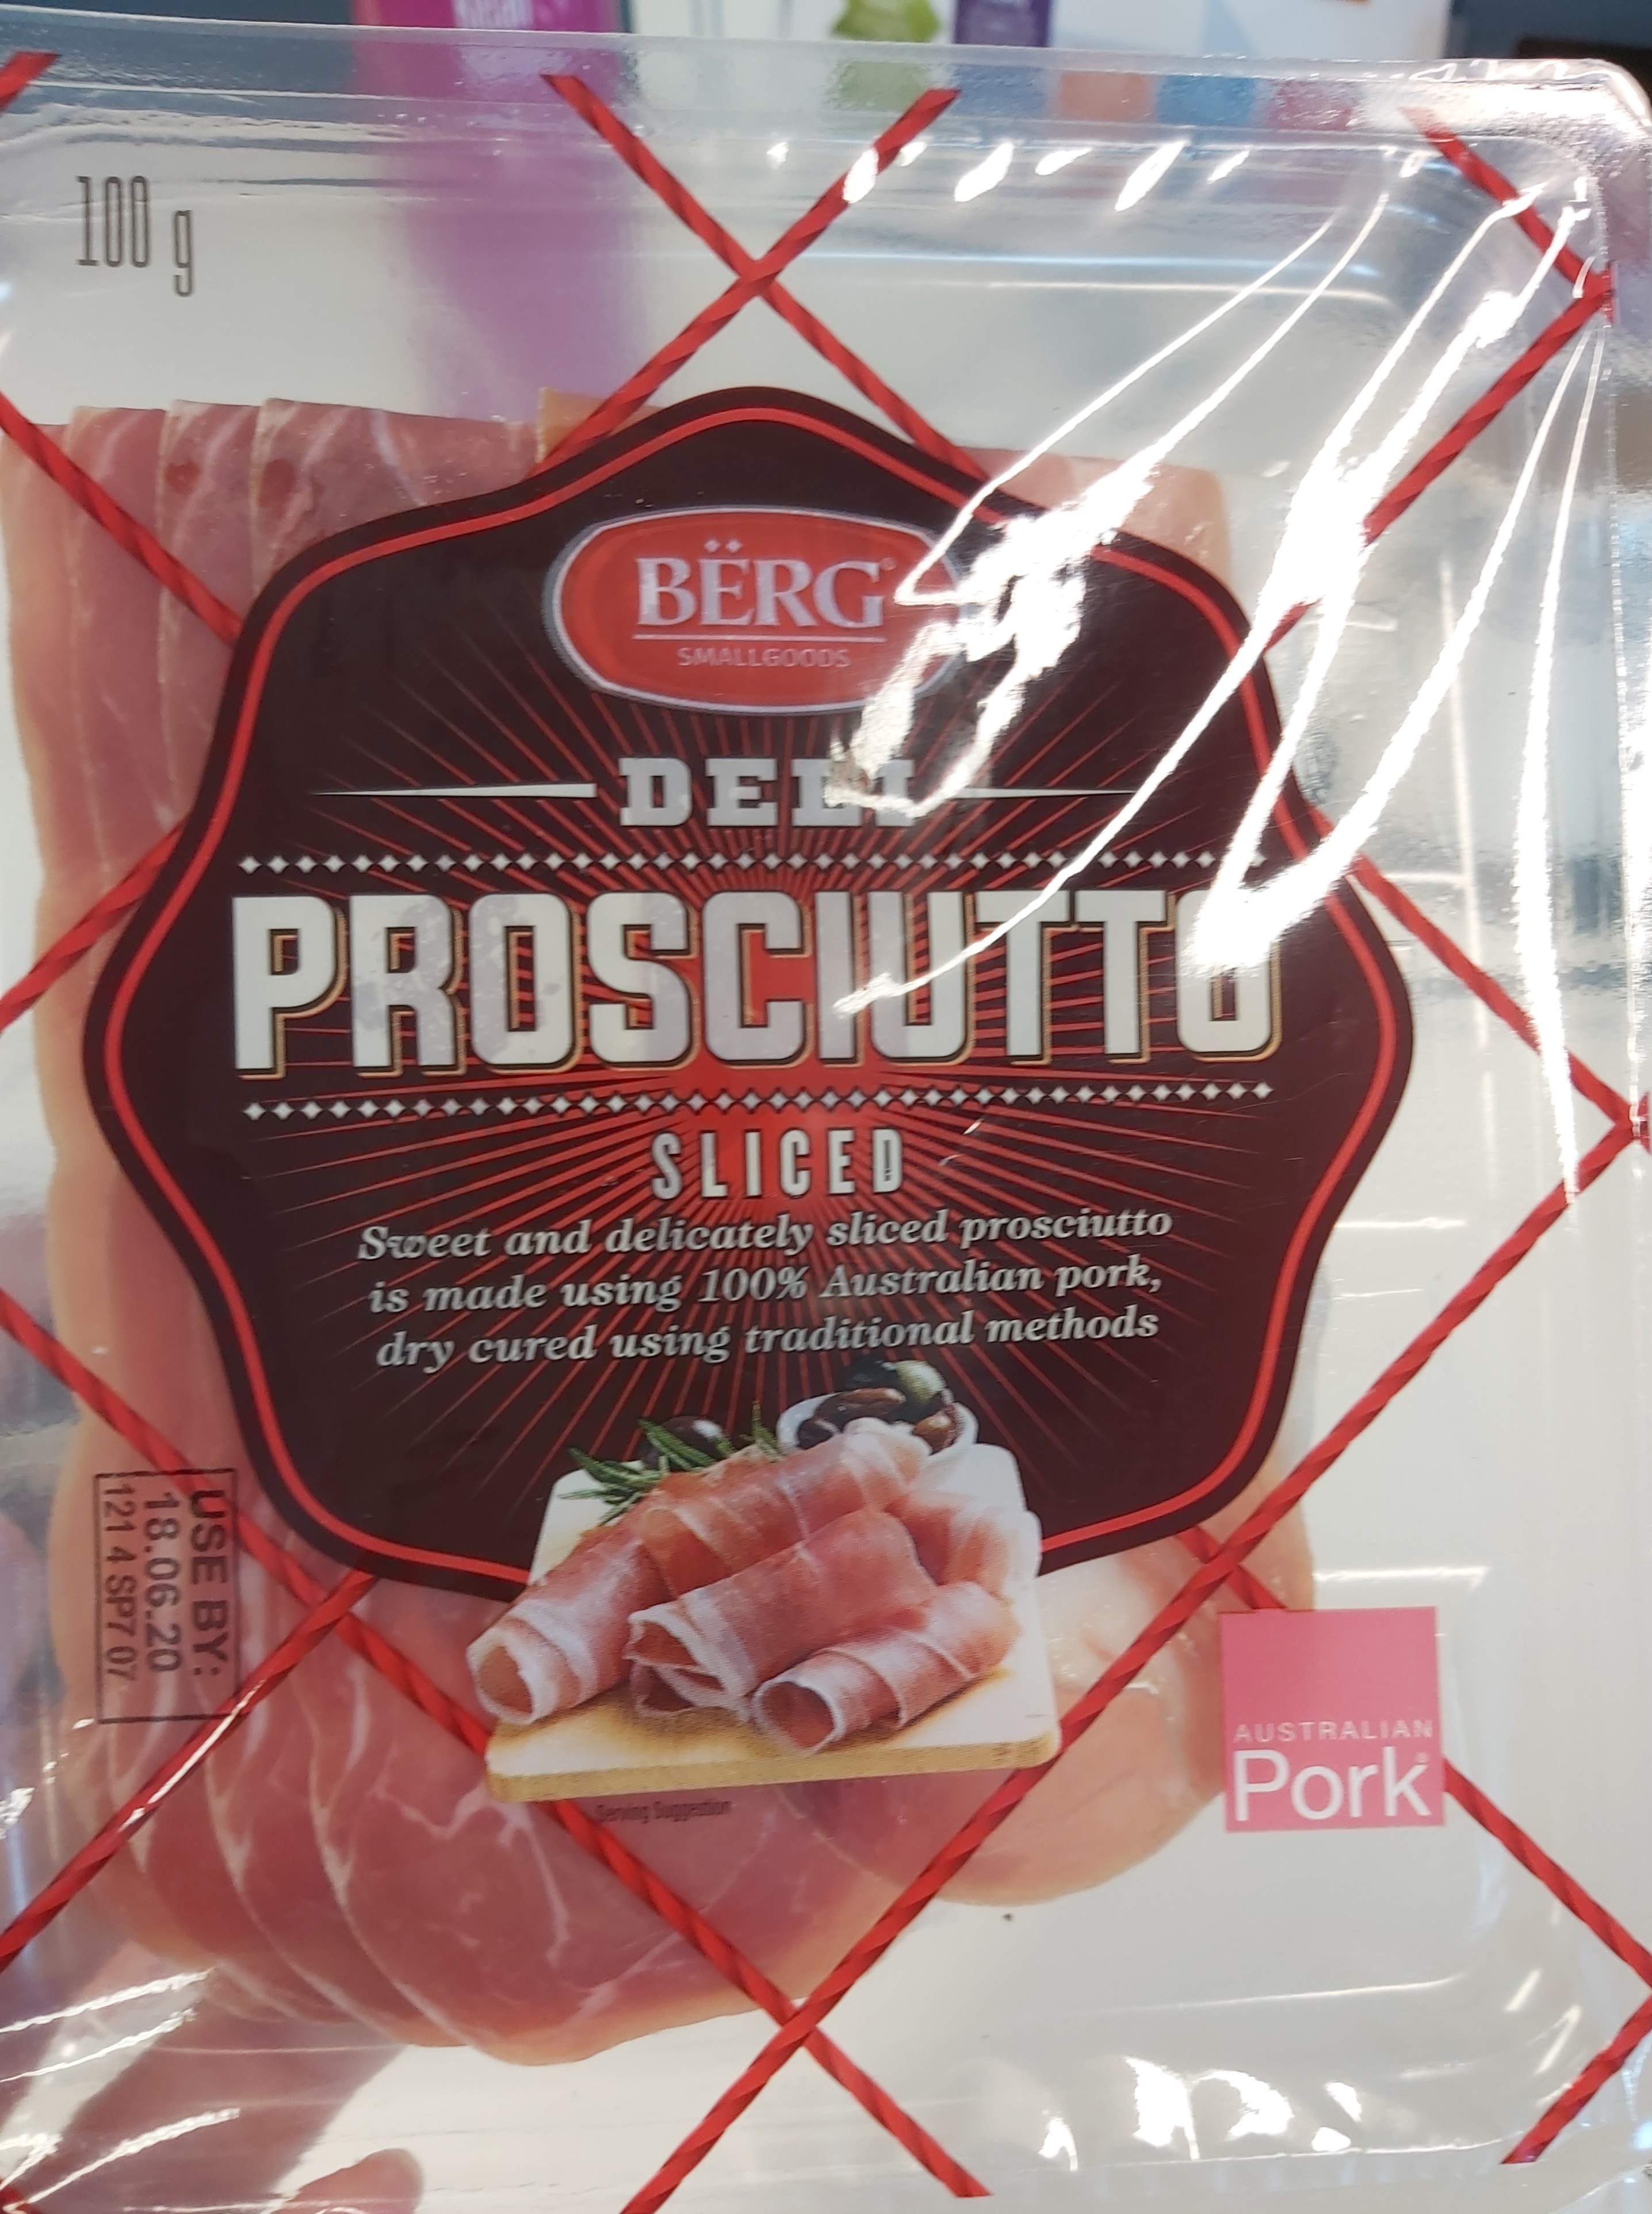 100 g
BËRG®
SMALLGOODS
DELI
PROSCIUTTO
SLICED
Sweet and delicately sliced prosciutto
is made using 100% Australian pork,
dry cured using traditional methods
USE BY:
18.06.20
121 4 SP7 07
Serving Suggestion
AUSTRALIAN
Pork®